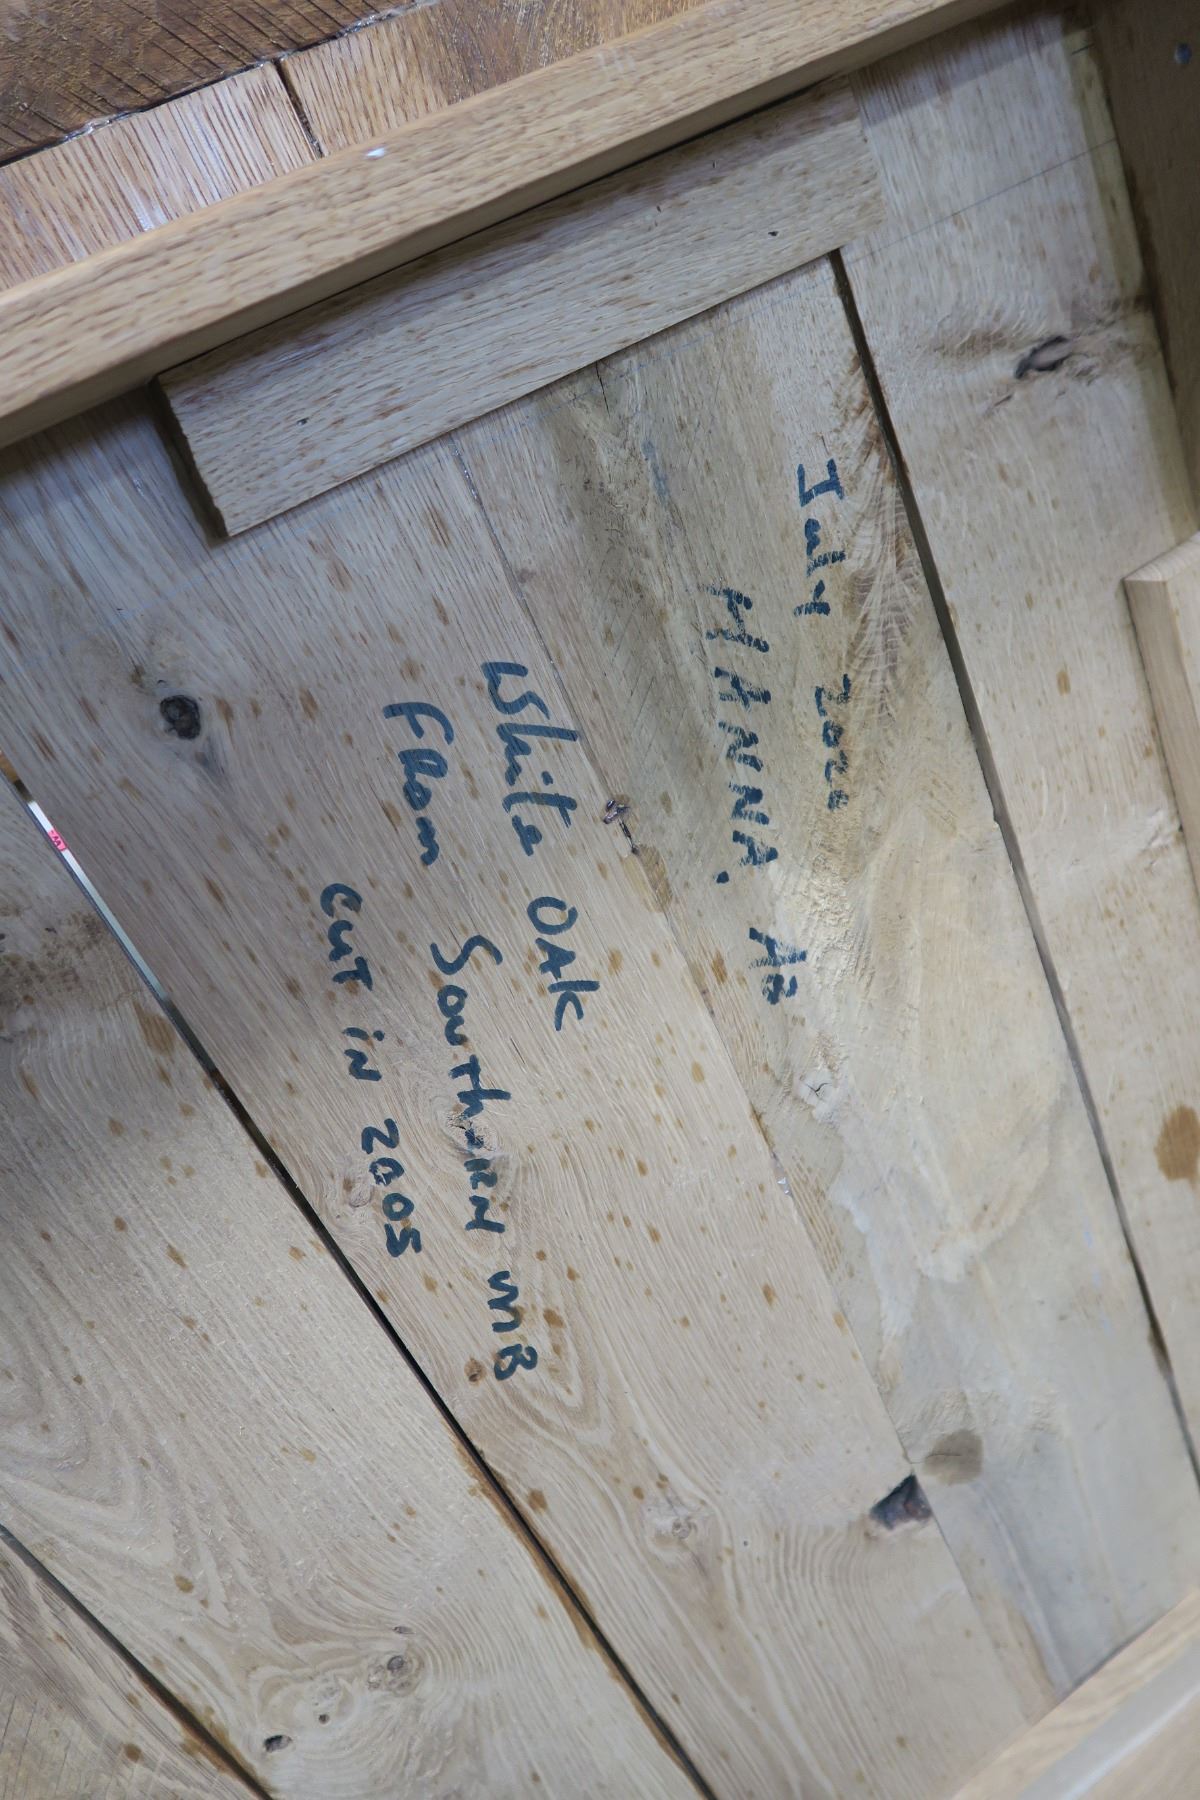 July 2020
HANNA. AB
White OAK
From Southern MB
Cut in 2005